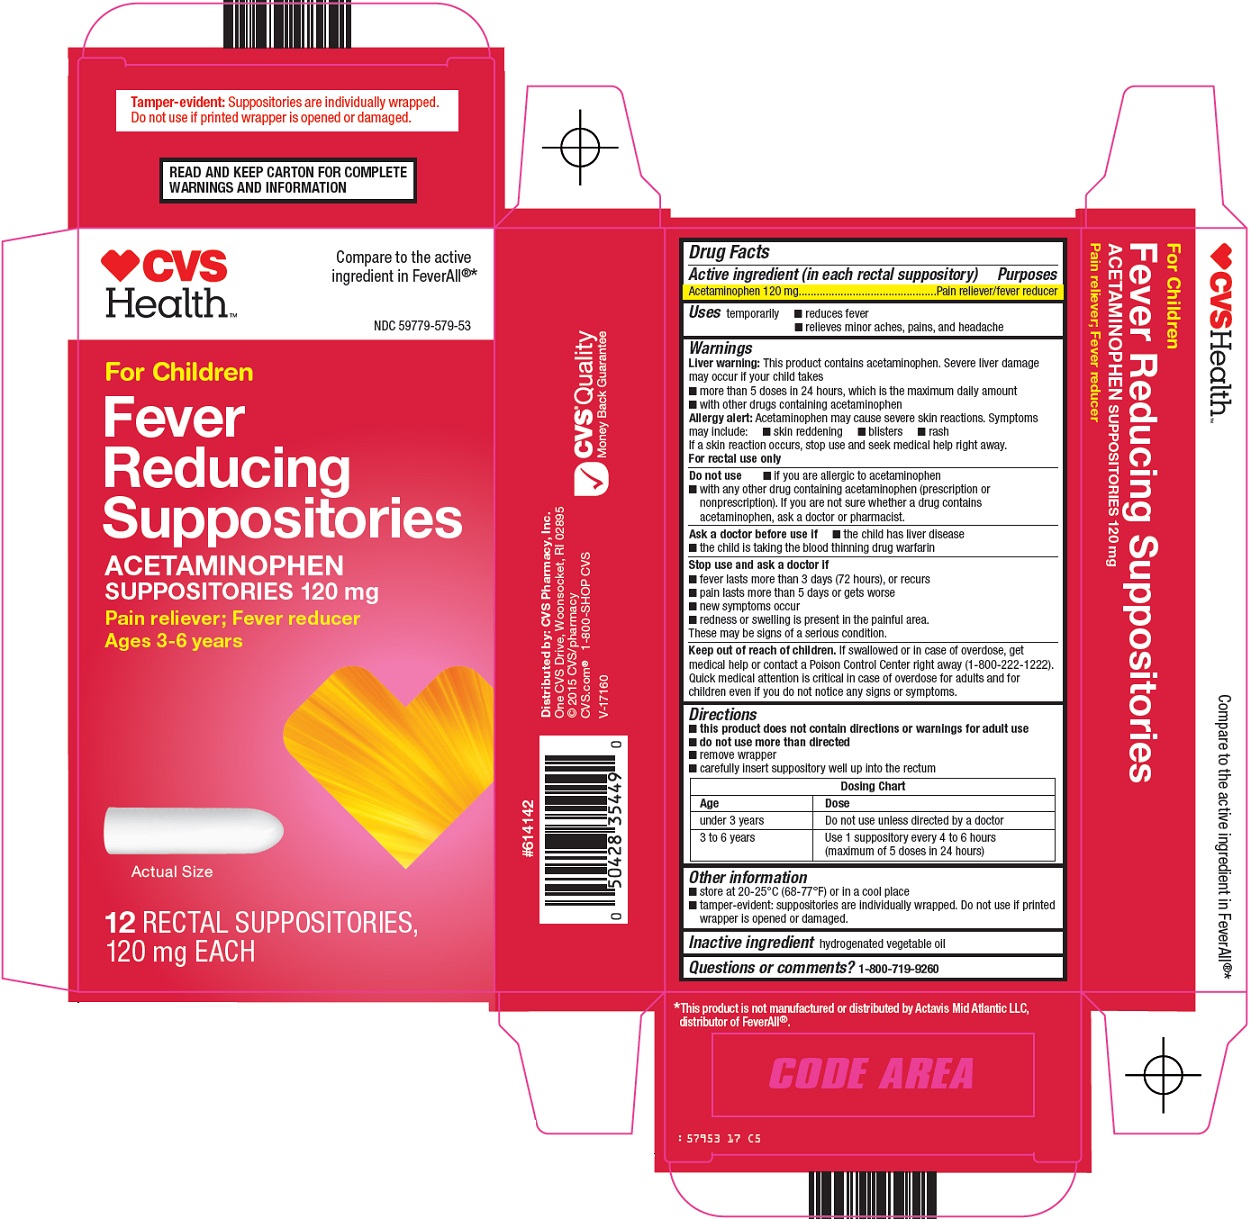 Tamper-evident: Suppositories are individually wrapped.
Do not use if printed wrapper is opened or damaged.
READ AND KEEP CARTON FOR COMPLETE
WARNINGS AND INFORMATION
CVS
Health™
Compare to the active
ingredient in FeverAll®*
NDC 59779-579-53
For Children
Fever
Reducing
Suppositories
ACETAMINOPHEN
SUPPOSITORIES 120 mg
Pain reliever; Fever reducer
Ages 3-6 years
Actual Size
12 RECTAL SUPPOSITORIES,
120 mg EACH
CVS® Quality
Money Back Guarantee
Distributed by: CVS Pharmacy, Inc.
One CVS Drive, Woonsocket, RI 02895
© 2015 CVS/pharmacy
CVS.com® 1-800-SHOP CVS
V-17160
#614142
0 50428 35449 0
Drug Facts
Active ingredient (in each rectal suppository) Purposes
Acetaminophen 120 mg..............................................Pain reliever/fever reducer
Uses temporarily ■ reduces fever
■ relieves minor aches, pains, and headache
Warnings
Liver warning: This product contains acetaminophen. Severe liver damage
may occur if your child takes
■ more than 5 doses in 24 hours, which is the maximum daily amount
■ with other drugs containing acetaminophen
Allergy alert: Acetaminophen may cause severe skin reactions. Symptoms
may include: ■ skin reddening ■ blisters ■ rash
If a skin reaction occurs, stop use and seek medical help right away.
For rectal use only
Do not use ■ if you are allergic to acetaminophen
■ with any other drug containing acetaminophen (prescription or
nonprescription). If you are not sure whether a drug contains
acetaminophen, ask a doctor or pharmacist.
Ask a doctor before use if ■ the child has liver disease
■ the child is taking the blood thinning drug warfarin
Stop use and ask a doctor if
■ fever lasts more than 3 days (72 hours), or recurs
■ pain lasts more than 5 days or gets worse
■ new symptoms occur
■ redness or swelling is present in the painful area.
These may be signs of a serious condition.
Keep out of reach of children. If swallowed or in case of overdose, get
medical help or contact a Poison Control Center right away (1-800-222-1222).
Quick medical attention is critical in case of overdose for adults and for
children even if you do not notice any signs or symptoms.
Directions
■ this product does not contain directions or warnings for adult use
■ do not use more than directed
■ remove wrapper
■ carefully insert suppository well up into the rectum
Dosing Chart
Age Dose
under 3 years Do not use unless directed by a doctor
3 to 6 years Use 1 suppository every 4 to 6 hours
(maximum of 5 doses in 24 hours)
Other information
■ store at 20-25°C (68-77°F) or in a cool place
■ tamper-evident: suppositories are individually wrapped. Do not use if printed
wrapper is opened or damaged.
Inactive ingredient hydrogenated vegetable oil
Questions or comments? 1-800-719-9260
*This product is not manufactured or distributed by Actavis Mid Atlantic LLC,
distributor of FeverAll®.
CODE AREA
: 57953 17 C5
For Children
Fever Reducing Suppositories
ACETAMINOPHEN SUPPOSITORIES 120 mg
Pain reliever; Fever reducer
CVSHealth™
Compare to the active ingredient in FeverAll®*